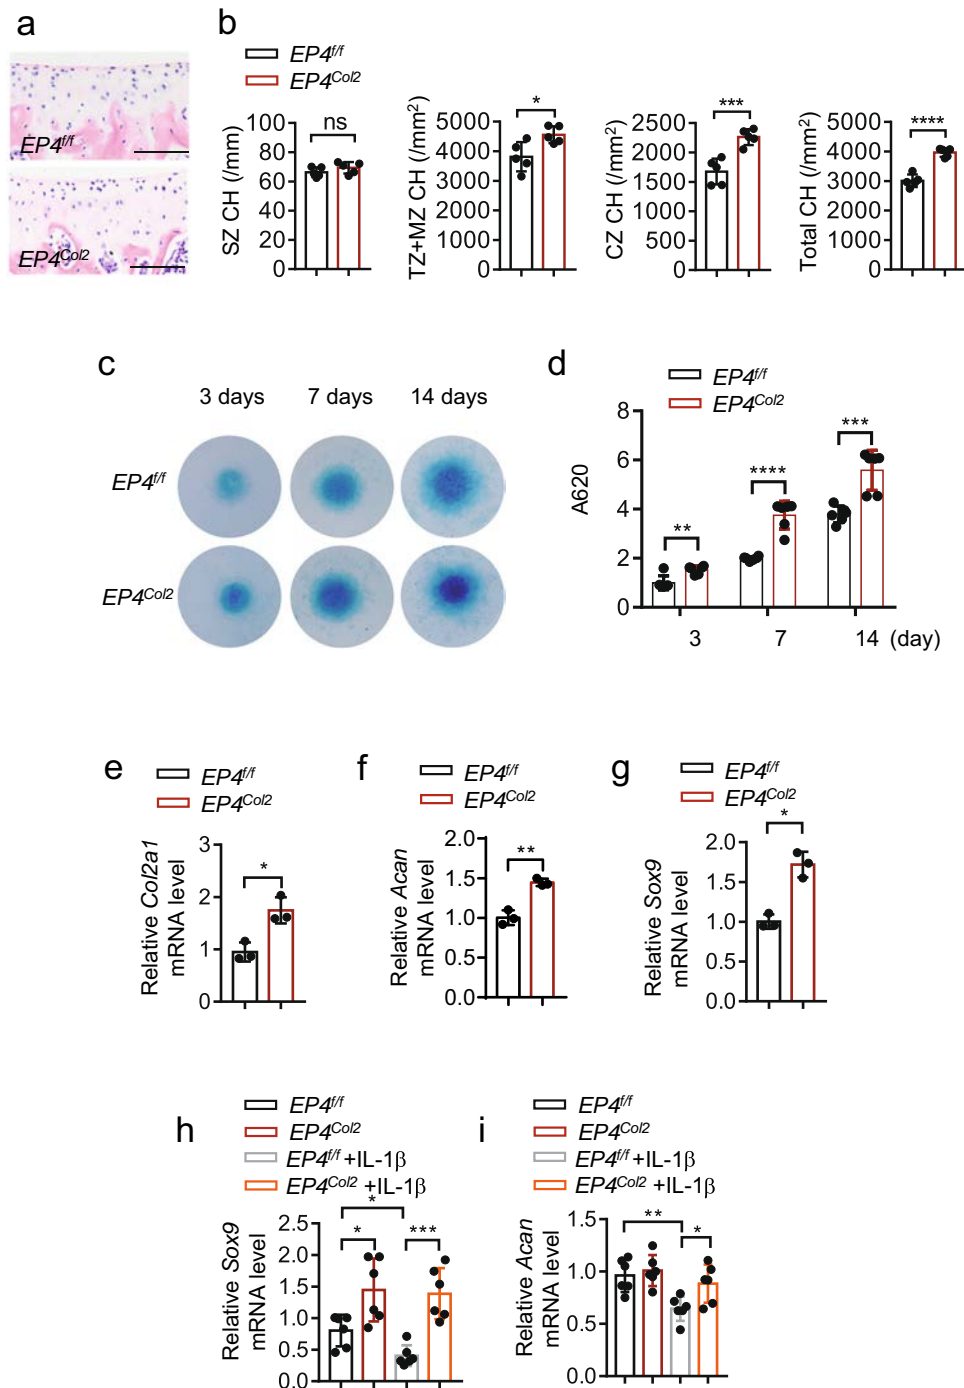 a
EP4f/f
EP4Col2
b
EP4f/f
EP4Col2
SZ CH (/mm)
100
80
60
40
20
0
ns
TZ+MZ CH (/mm2)
5000
4000
3000
2000
1000
0
*
CZ CH (/mm2)
2500
2000
1500
1000
500
0
***
Total CH (/mm2)
5000
4000
3000
2000
1000
0
****
c
3 days 7 days 14 days
EP4f/f
EP4Col2
d
EP4f/f
EP4Col2
A620
8
6
4
2
0
**
****
***
3 7 14 (day)
e
EP4f/f
EP4Col2
Relative Col2a1
mRNA level
3
2
1
0
*
f
EP4f/f
EP4Col2
Relative Acan
mRNA level
2.0
1.5
1.0
0.5
0.0
**
g
EP4f/f
EP4Col2
Relative Sox9
mRNA level
2.0
1.5
1.0
0.5
0.0
*
h
EP4f/f
EP4Col2
EP4f/f +IL-1β
EP4Col2 +IL-1β
Relative Sox9
mRNA level
2.5
2.0
1.5
1.0
0.5
0.0
*
*
***
i
EP4f/f
EP4Col2
EP4f/f +IL-1β
EP4Col2 +IL-1β
Relative Acan
mRNA level
1.5
1.0
0.5
0.0
**
*